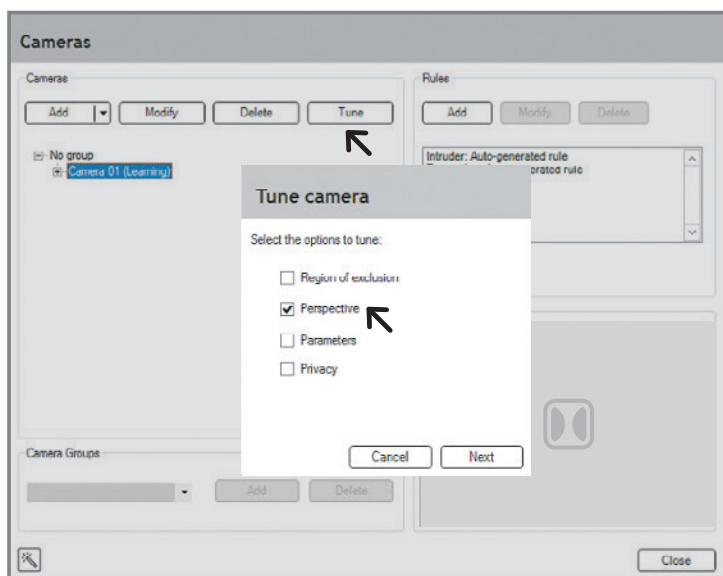 Cameras
Cameras
Add Modify Delete Tune
No group
Camera 01 (Learning)
Rules
Add Modify Delete
Intruder: Auto-generated rule
erated rule
Tune camera
Select the options to tune:
Region of exclusion
Perspective
Parameters
Privacy
Cancel Next
Camera Groups
Add Delete
Close